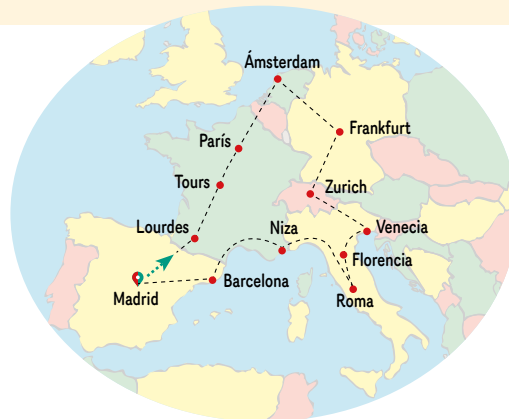 Ámsterdam
Frankfurt
París
Tours
Zurich
Lourdes
Niza
Venecia
Florencia
Barcelona
Madrid
Roma